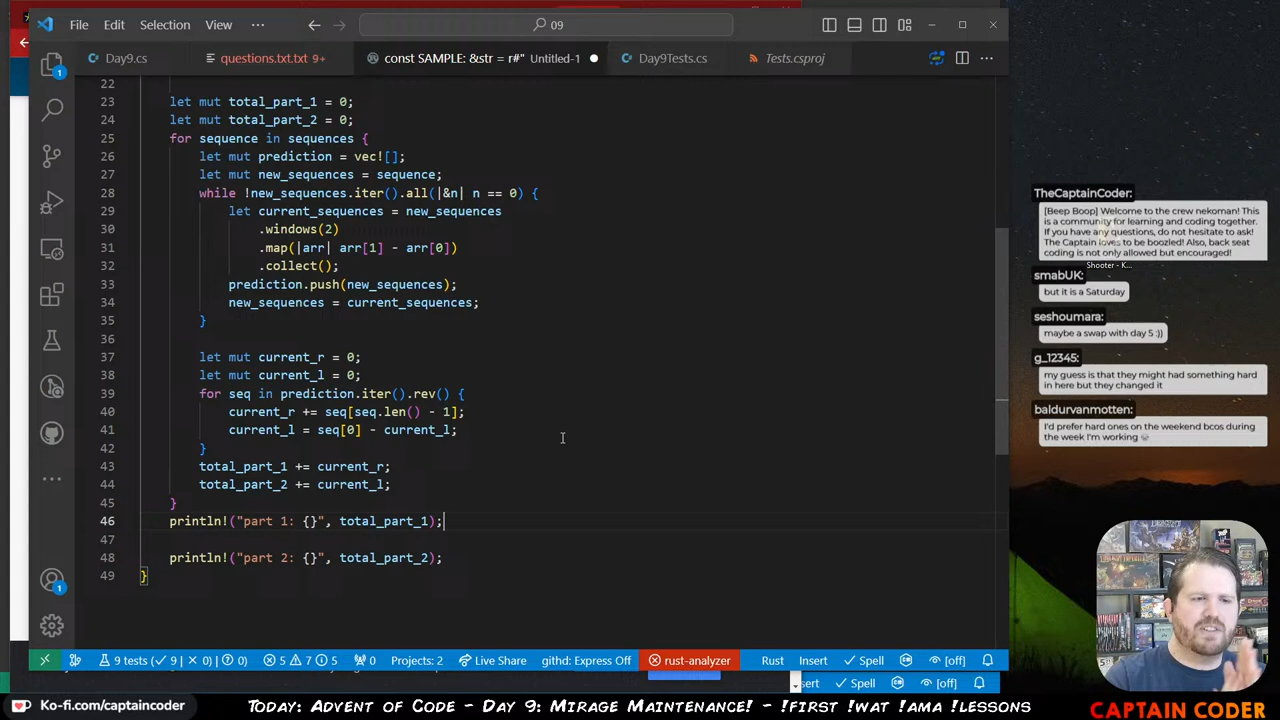 File Edit Selection View ··· 09
Day9.cs questions.txt.txt 9+ const SAMPLE: &str = r#" Untitled-1 Day9Tests.cs Tests.csproj
22
23 let mut total_part_1 = 0;
24 let mut total_part_2 = 0;
25 for sequence in sequences {
26 let mut prediction = vec![];
27 let mut new_sequences = sequence;
28 while !new_sequences.iter().all(|&n| n == 0) {
29 let current_sequences = new_sequences
30 .windows(2)
31 .map(|arr| arr[1] - arr[0])
32 .collect();
33 prediction.push(new_sequences);
34 new_sequences = current_sequences;
35 }
36
37 let mut current_r = 0;
38 let mut current_l = 0;
39 for seq in prediction.iter().rev() {
40 current_r += seq[seq.len() - 1];
41 current_l = seq[0] - current_l;
42 }
43 total_part_1 += current_r;
44 total_part_2 += current_l;
45 }
46 println!("part 1: {}", total_part_1);
47
48 println!("part 2: {}", total_part_2);
49 }
1
1
9 tests (✓ 9 | × 0) | ? (0) 5 7 5 0 Projects: 2 Live Share githd: Express Off rust-analyzer Rust Insert Spell [off]
sert Spell [off]
TheCaptainCoder:
[Beep Boop] Welcome to the crew nekoman! This
is a community for learning and coding together.
If you have any questions, do not hesitate to ask!
The Captain loves to be boozled! Also, back seat
coding is not only allowed but encouraged!
Shooter - K...
smabUK:
but it is a Saturday
seshoumara:
maybe a swap with day 5 :))
g_12345:
my guess is that they might had something hard
in here but they changed it
baldurvanmotten:
I'd prefer hard ones on the weekend bcos during
the week I'm working
Ko-fi.com/captaincoder Today: Advent of Code - Day 9: Mirage Maintenance! - !first !wat !ama !lessons CAPTAIN CODER